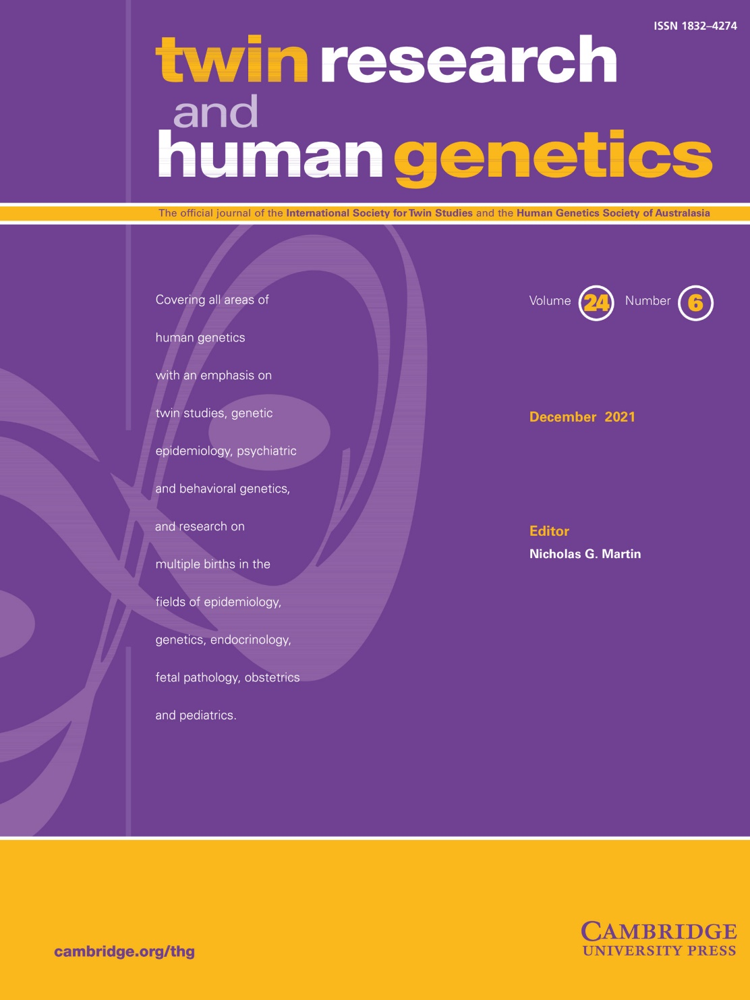 ISSN 1832–4274
twin research
and
human genetics
The official journal of the International Society for Twin Studies and the Human Genetics Society of Australasia
Covering all areas of
human genetics
with an emphasis on
twin studies, genetic
epidemiology, psychiatric
and behavioral genetics,
and research on
multiple births in the
fields of epidemiology,
genetics, endocrinology,
fetal pathology, obstetrics
and pediatrics.
Volume 24 Number 6
December 2021
Editor
Nicholas G. Martin
cambridge.org/thg
CAMBRIDGE
UNIVERSITY PRESS